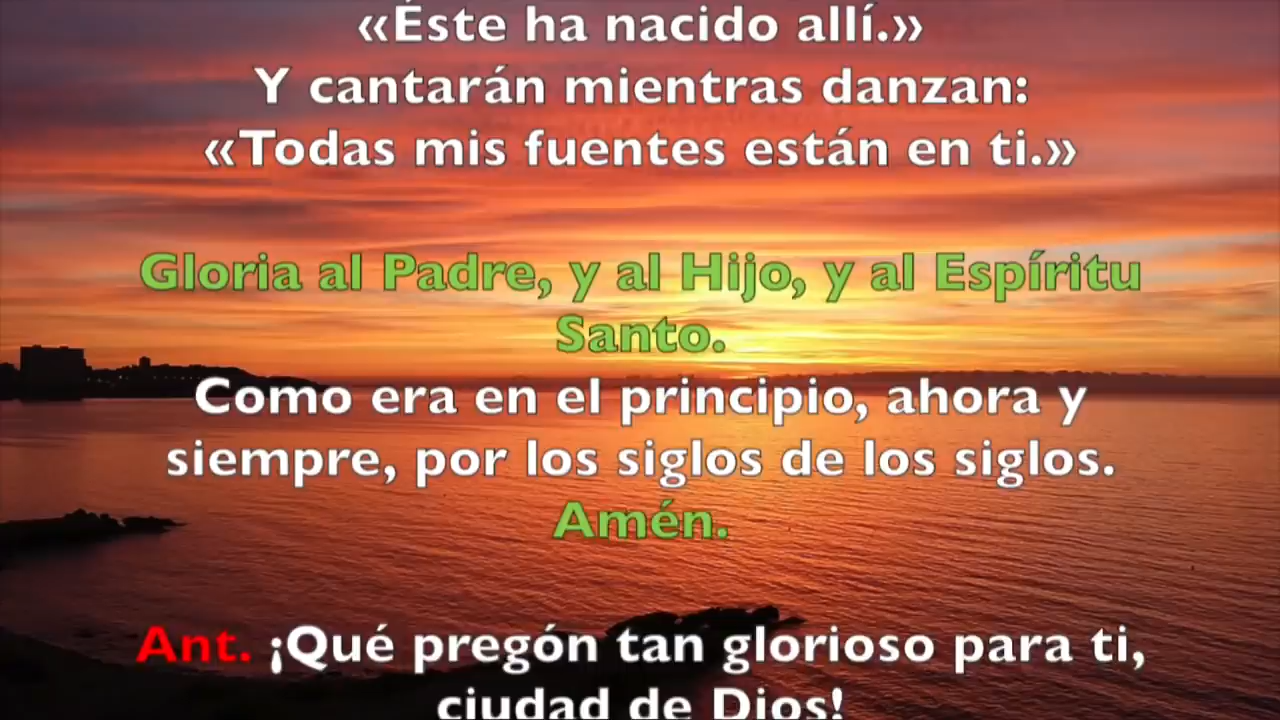 «Éste ha nacido allí.»
Y cantarán mientras danzan:
«Todas mis fuentes están en ti.»
Gloria al Padre, y al Hijo, y al Espíritu
Santo.
Como era en el principio, ahora y
siempre, por los siglos de los siglos.
Amén.
Ant. ¡Qué pregón tan glorioso para ti,
ciudad de Dios!